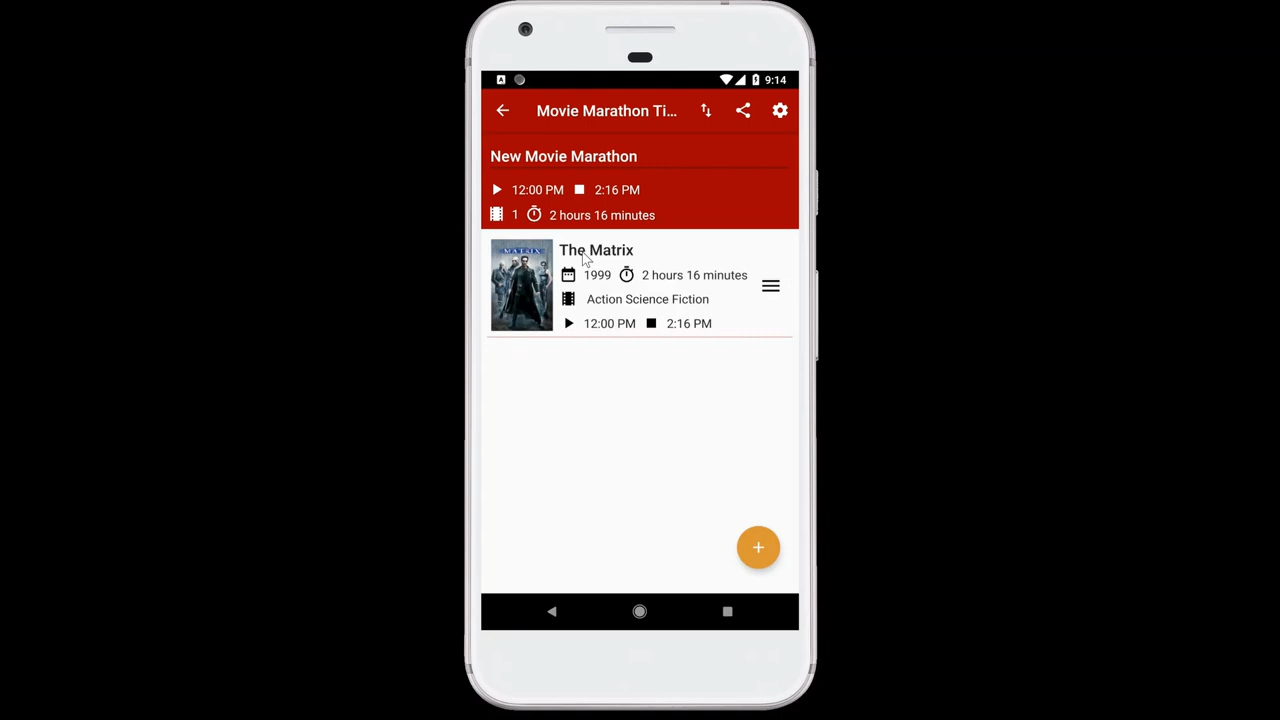 9:14
Movie Marathon Ti...
New Movie Marathon
12:00 PM 2:16 PM
1 2 hours 16 minutes
MATRIX
The Matrix
1999 2 hours 16 minutes
Action Science Fiction
12:00 PM 2:16 PM